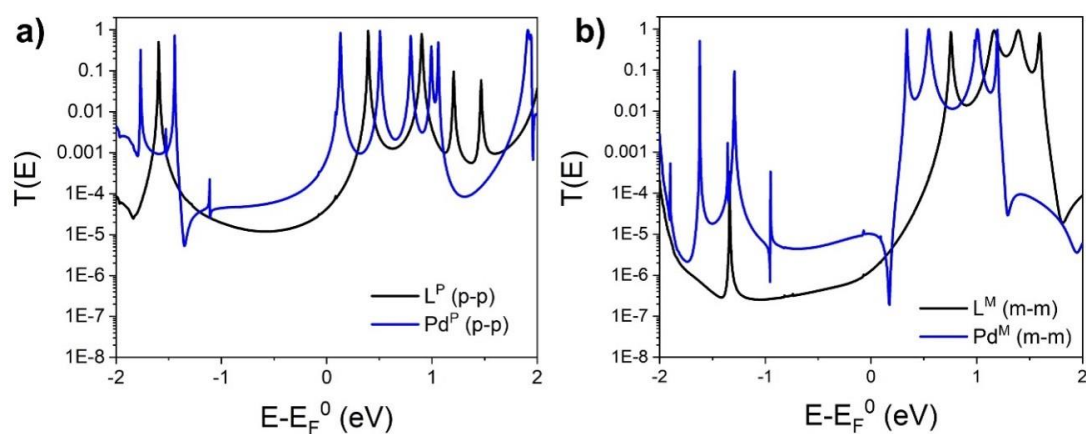 a)
T(E)
1
0.1
0.01
0.001
1E-4
1E-5
1E-6
1E-7
1E-8
-2
-1
0
1
2
E-E_F^0 (eV)
L^P (p-p)
Pd^P (p-p)
b)
T(E)
1
0.1
0.01
0.001
1E-4
1E-5
1E-6
1E-7
1E-8
-2
-1
0
1
2
E-E_F^0 (eV)
L^M (m-m)
Pd^M (m-m)